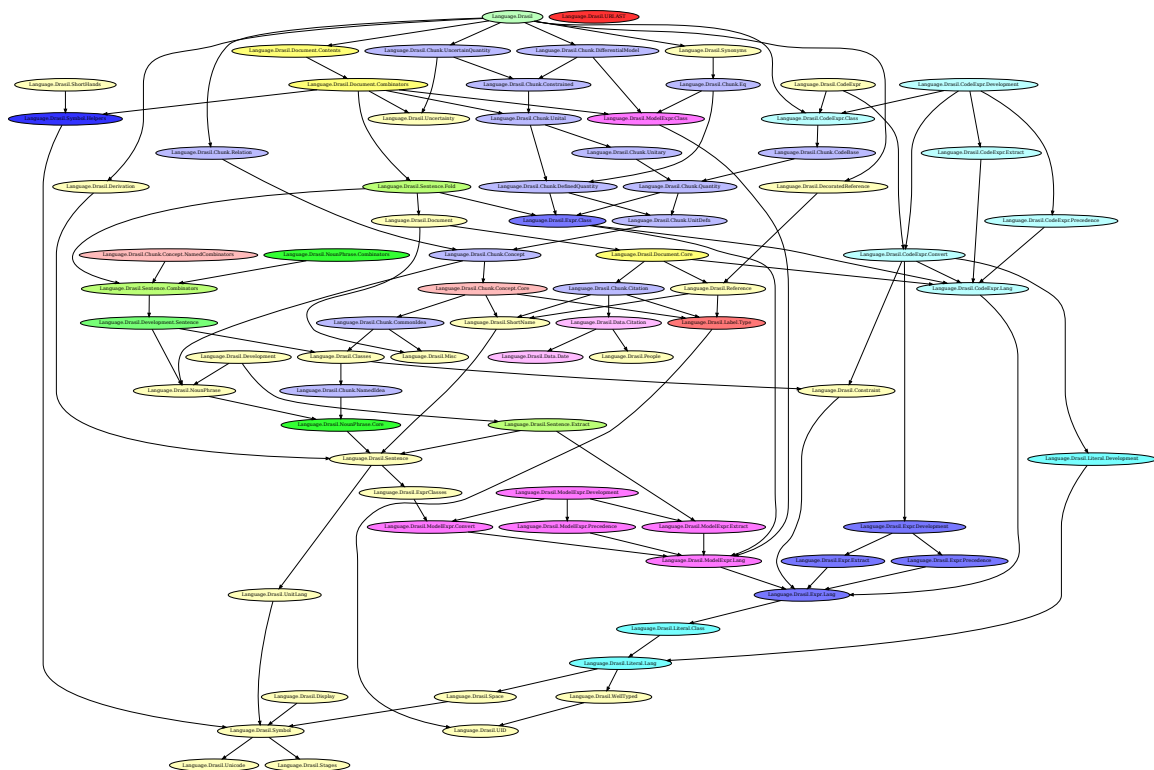 Language.Drasil
Language.Drasil.UML.AST
Language.Drasil.Document.Contents
Language.Drasil.Chunk.UncertainQuantity
Language.Drasil.Chunk.DifferentialModel
Language.Drasil.Synonyms
Language.Drasil.ShortHands
Language.Drasil.Document.Combinators
Language.Drasil.Chunk.Constrained
Language.Drasil.Chunk.Eq
Language.Drasil.CodeExpr
Language.Drasil.CodeExpr.Development
Language.Drasil.Symbol.Helpers
Language.Drasil.Uncertainty
Language.Drasil.Chunk.Unital
Language.Drasil.ModelExpr.Class
Language.Drasil.CodeExpr.Class
Language.Drasil.Chunk.Relation
Language.Drasil.Chunk.Unitary
Language.Drasil.Chunk.CodeBase
Language.Drasil.CodeExpr.Extract
Language.Drasil.Derivation
Language.Drasil.Sentence.Fold
Language.Drasil.Chunk.DefinedQuantity
Language.Drasil.Chunk.Quantity
Language.Drasil.DecoratedReference
Language.Drasil.Document
Language.Drasil.Expr.Class
Language.Drasil.Chunk.UnitDefn
Language.Drasil.CodeExpr.Precedence
Language.Drasil.Chunk.Concept.NamedCombinators
Language.Drasil.NounPhrase.Combinators
Language.Drasil.Chunk.Concept
Language.Drasil.Document.Core
Language.Drasil.CodeExpr.Convert
Language.Drasil.Sentence.Combinators
Language.Drasil.Chunk.Concept.Core
Language.Drasil.Chunk.Citation
Language.Drasil.Reference
Language.Drasil.CodeExpr.Lang
Language.Drasil.Development.Sentence
Language.Drasil.Chunk.CommonIdea
Language.Drasil.ShortName
Language.Drasil.Data.Citation
Language.Drasil.Label.Type
Language.Drasil.Development
Language.Drasil.Classes
Language.Drasil.Misc
Language.Drasil.Data.Date
Language.Drasil.People
Language.Drasil.NounPhrase
Language.Drasil.Chunk.NamedIdea
Language.Drasil.Constraint
Language.Drasil.NounPhrase.Core
Language.Drasil.Sentence.Extract
Language.Drasil.Sentence
Language.Drasil.Literal.Development
Language.Drasil.ExprClasses
Language.Drasil.ModelExpr.Development
Language.Drasil.ModelExpr.Convert
Language.Drasil.ModelExpr.Precedence
Language.Drasil.ModelExpr.Extract
Language.Drasil.Expr.Development
Language.Drasil.ModelExpr.Lang
Language.Drasil.Expr.Extract
Language.Drasil.Expr.Precedence
Language.Drasil.UnitLang
Language.Drasil.Expr.Lang
Language.Drasil.Literal.Class
Language.Drasil.Literal.Lang
Language.Drasil.Display
Language.Drasil.Space
Language.Drasil.WellTyped
Language.Drasil.Symbol
Language.Drasil.UID
Language.Drasil.Unicode
Language.Drasil.Stages